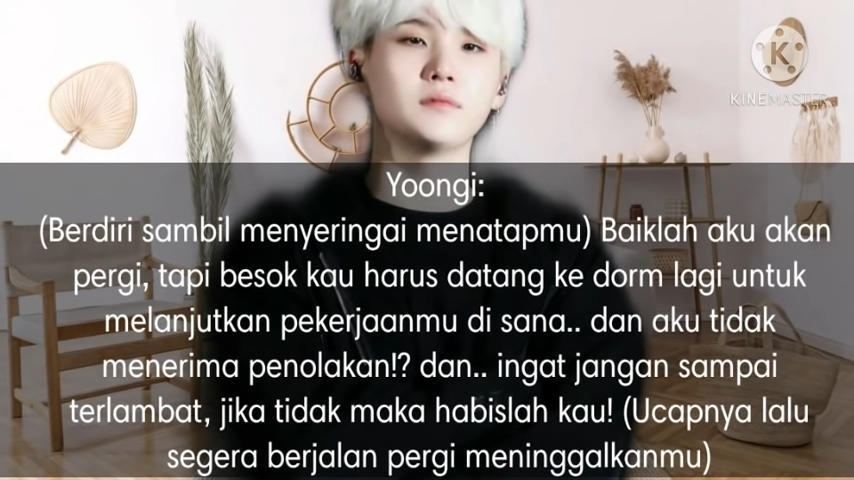 K
KINEMASTER
Yoongi:
(Berdiri sambil menyeringai menatapmu) Baiklah aku akan
pergi, tapi besok kau harus datang ke dorm lagi untuk
melanjutkan pekerjaanmu di sana.. dan aku tidak
menerima penolakan!? dan.. ingat jangan sampai
terlambat, jika tidak maka habislah kau! (Ucapnya lalu
segera berjalan pergi meninggalkanmu)